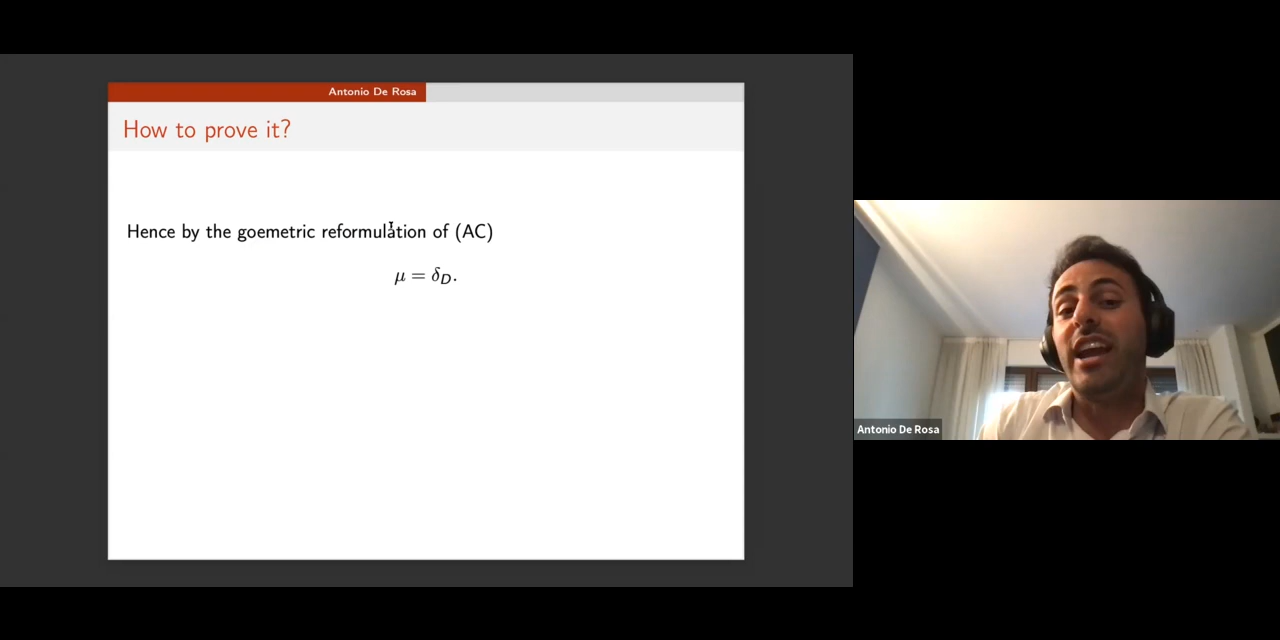 Antonio De Rosa
How to prove it?
Hence by the goemetric reformulation of (AC)
μ = δ_D.
Antonio De Rosa